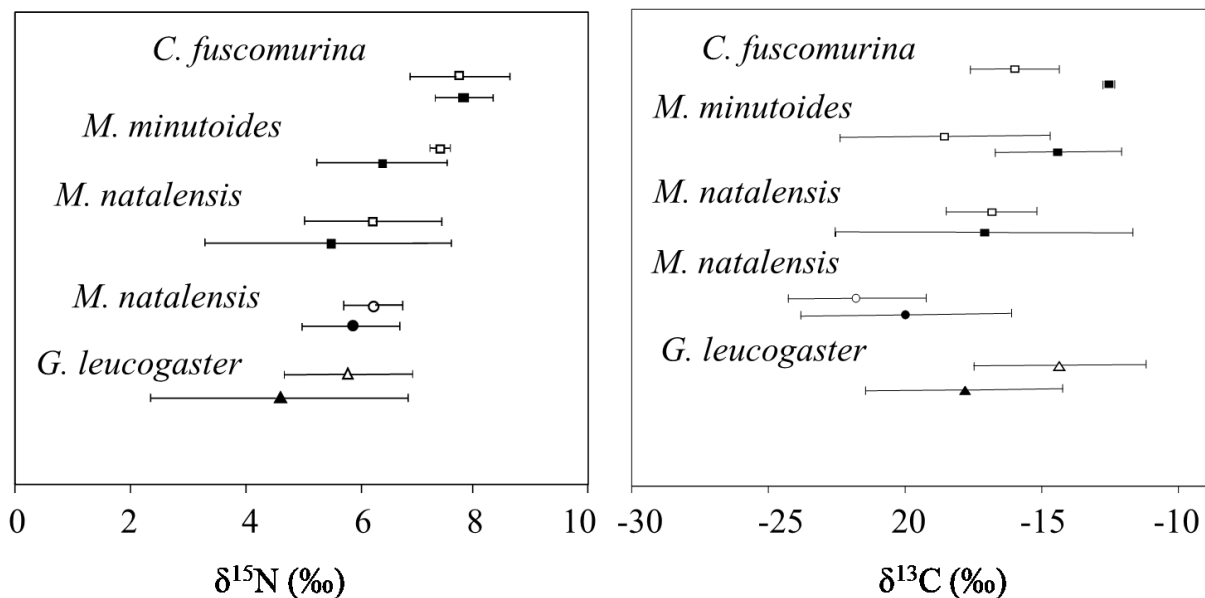 C. fuscomurina
M. minutoides
M. natalensis
M. natalensis
G. leucogaster
0 2 4 6 8 10
δ¹⁵N (‰)
C. fuscomurina
M. minutoides
M. natalensis
M. natalensis
G. leucogaster
-30 -25 20 -15 -10
δ¹³C (‰)